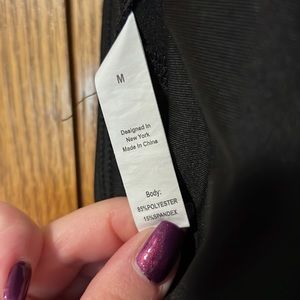 M
Designed In
New York
Made In China
Body:
85%POLYESTER
15%SPANDEX